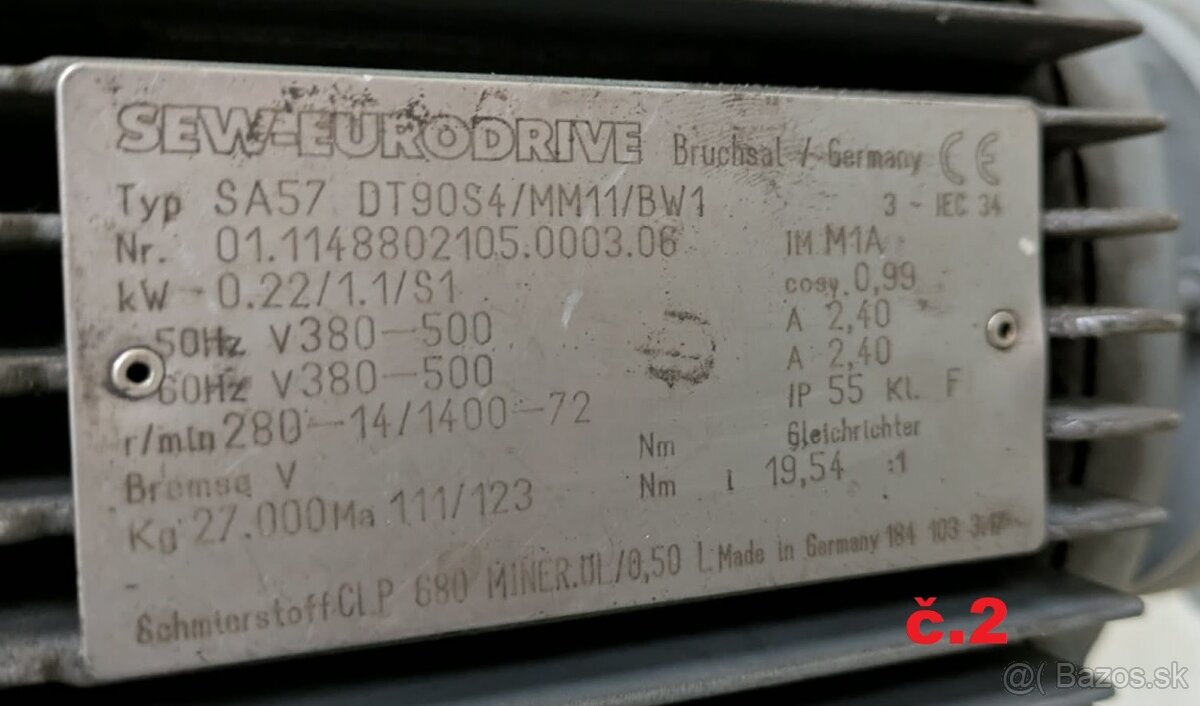 SEW-EURODRIVE Bruchsal / Germany CE
Typ SA57 DT90S4/MM11/BW1 3 ~ IEC 34
Nr. 01.1148802105.0003.06 IM M1A
kW 0.22/1.1/S1 cosφ 0,99
50Hz V380-500 A 2,40
60Hz V380-500 A 2,40
r/min 280-14/1400-72 IP 55 Kl. F
Bremse V Nm Gleichrichter
Kg 27.000 Ma 111/123 Nm i 19,54 :1
Schmierstoff CLP 680 MINER.ÖL/0,50 L Made in Germany 184 103 3.
č.2
@( Bazos.sk